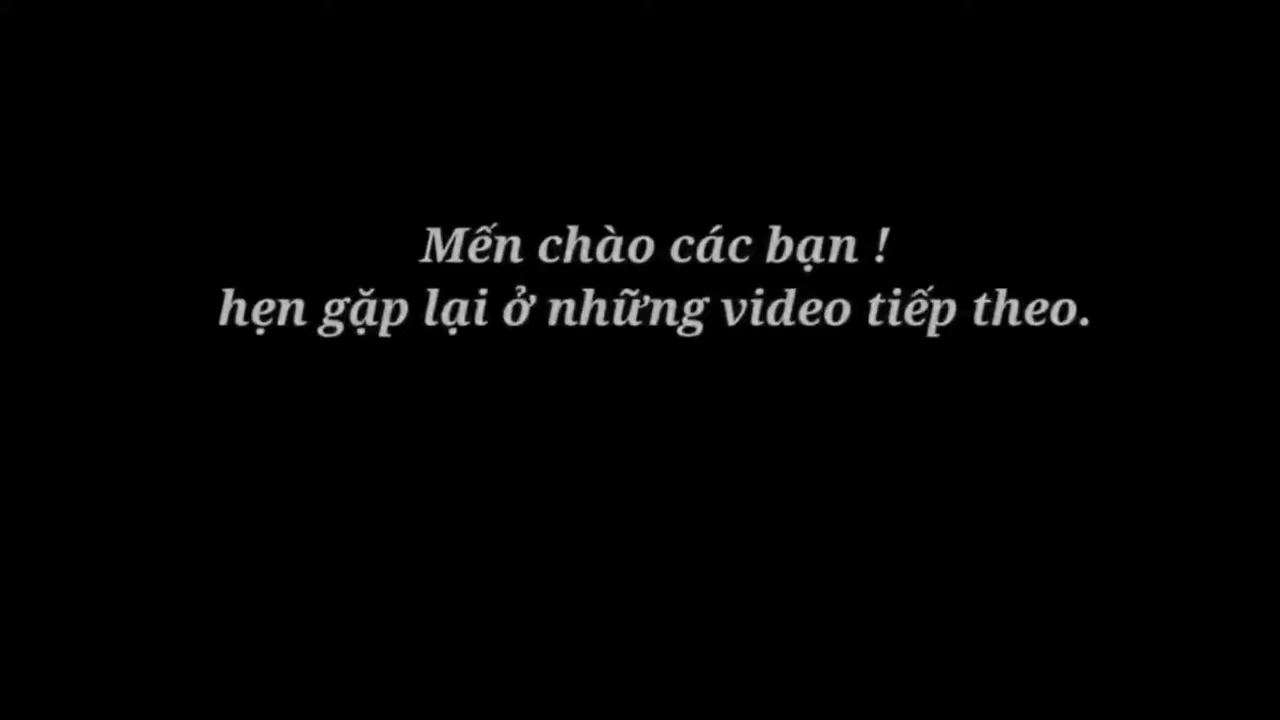 Mến chào các bạn !
hẹn gặp lại ở những video tiếp theo.